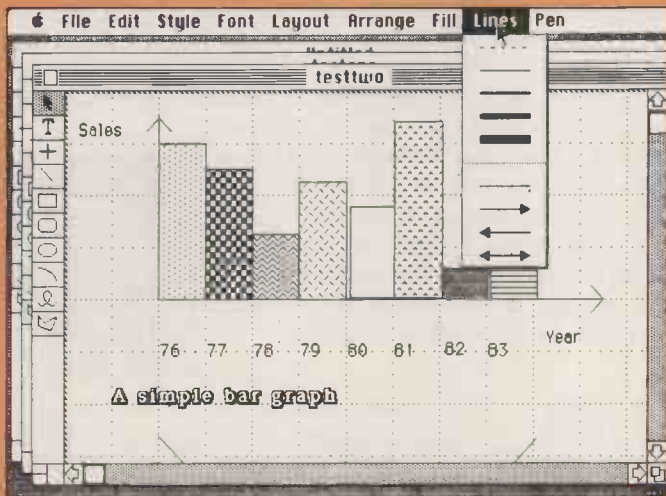 File Edit Style Font Layout Arrange Fill Lines Pen
Untitled
testtwo
T
Sales
76 77 78 79 80 81 82 83
Year
A simple bar graph